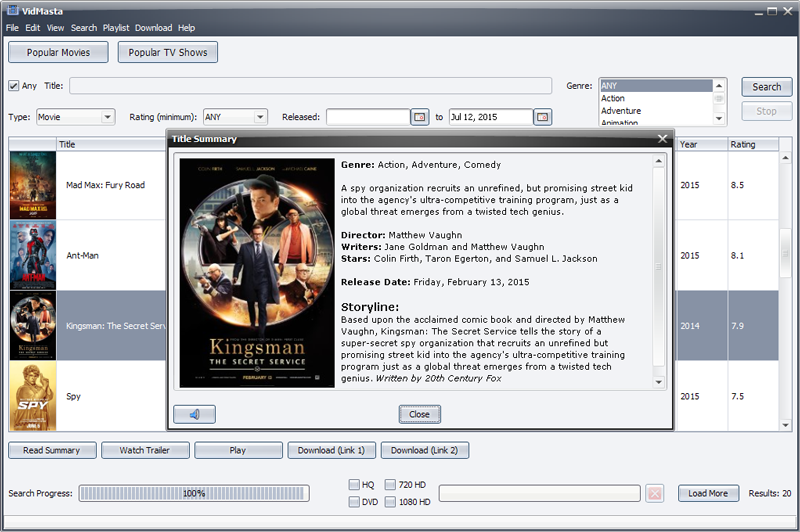 VidMasta
File Edit View Search Playlist Download Help
Popular Movies Popular TV Shows
Any Title: Genre: ANY
Action
Adventure
Animation
Search
Stop
Type: Movie Rating (minimum): ANY Released: to Jul 12, 2015
Title Year Rating
Mad Max: Fury Road 2015 8.5
Ant-Man 2015 8.1
Kingsman: The Secret Serv 2014 7.9
Spy 2015 7.5
Title Summary
COLIN FIRTH SAMUEL L. JACKSON MICHAEL CAINE
Kingsman
THE SECRET SERVICE
FEBRUARY 13
Genre: Action, Adventure, Comedy
A spy organization recruits an unrefined, but promising street kid
into the agency's ultra-competitive training program, just as a
global threat emerges from a twisted tech genius.
Director: Matthew Vaughn
Writers: Jane Goldman and Matthew Vaughn
Stars: Colin Firth, Taron Egerton, and Samuel L. Jackson
Release Date: Friday, February 13, 2015
Storyline:
Based upon the acclaimed comic book and directed by Matthew
Vaughn, Kingsman: The Secret Service tells the story of a
super-secret spy organization that recruits an unrefined but
promising street kid into the agency's ultra-competitive training
program just as a global threat emerges from a twisted tech
genius. Written by 20th Century Fox
Close
MAD MAX
ANT-MAN
SPY
Read Summary Watch Trailer Play Download (Link 1) Download (Link 2)
Search Progress: 100%
HQ 720 HD
DVD 1080 HD
Load More Results: 20